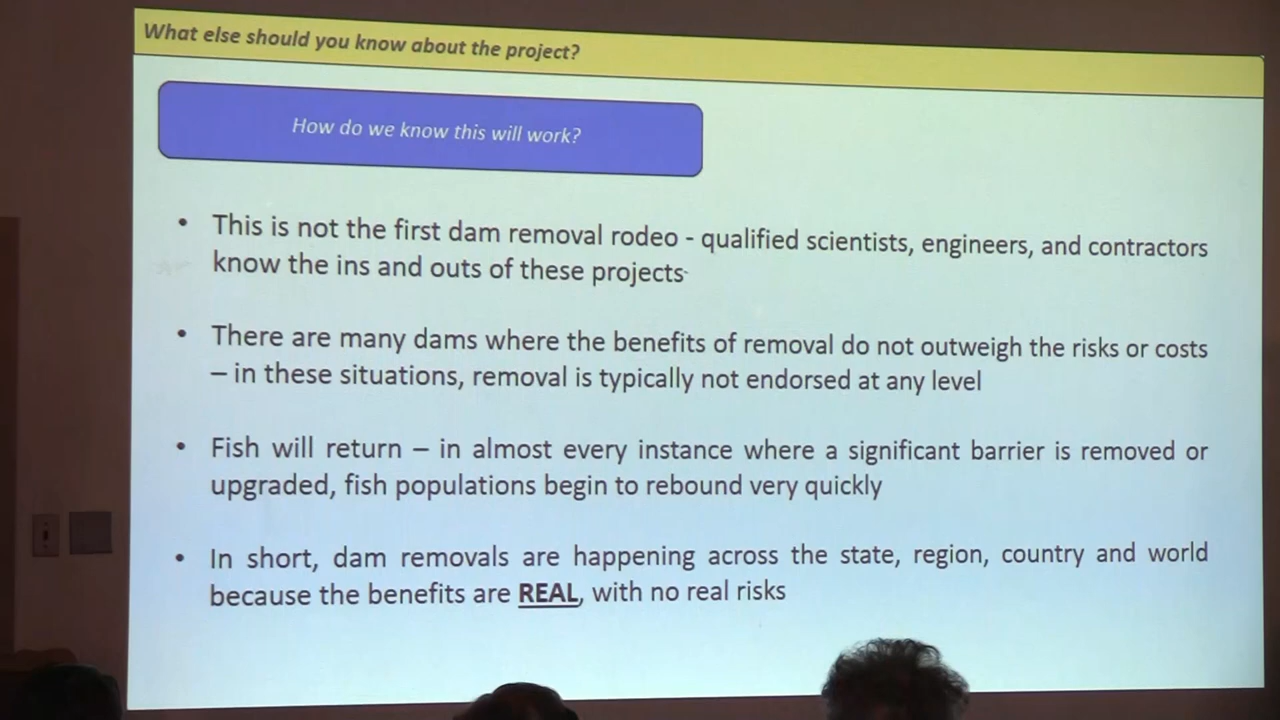 What else should you know about the project?
How do we know this will work?
• This is not the first dam removal rodeo - qualified scientists, engineers, and contractors
know the ins and outs of these projects
• There are many dams where the benefits of removal do not outweigh the risks or costs
– in these situations, removal is typically not endorsed at any level
• Fish will return – in almost every instance where a significant barrier is removed or
upgraded, fish populations begin to rebound very quickly
• In short, dam removals are happening across the state, region, country and world
because the benefits are REAL, with no real risks